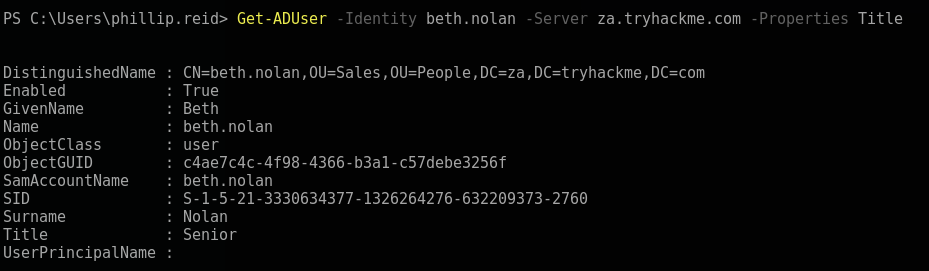 PS C:\Users\phillip.reid> Get-ADUser -Identity beth.nolan -Server za.tryhackme.com -Properties Title
DistinguishedName : CN=beth.nolan,OU=Sales,OU=People,DC=za,DC=tryhackme,DC=com
Enabled           : True
GivenName         : Beth
Name              : beth.nolan
ObjectClass       : user
ObjectGUID        : c4ae7c4c-4f98-4366-b3a1-c57debe3256f
SamAccountName    : beth.nolan
SID               : S-1-5-21-3330634377-1326264276-632209373-2760
Surname           : Nolan
Title             : Senior
UserPrincipalName :